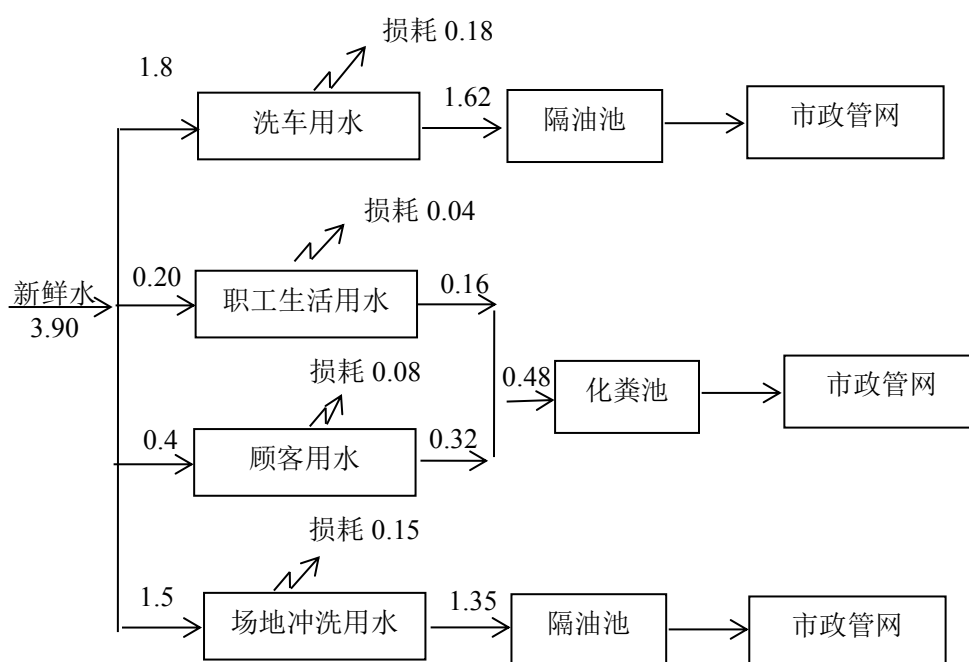 损耗 0.18
1.8
洗车用水
1.62
隔油池
市政管网
损耗 0.04
新鲜水
3.90
0.20
职工生活用水
0.16
损耗 0.08
0.48
化粪池
市政管网
0.4
顾客用水
0.32
损耗 0.15
1.5
场地冲洗用水
1.35
隔油池
市政管网